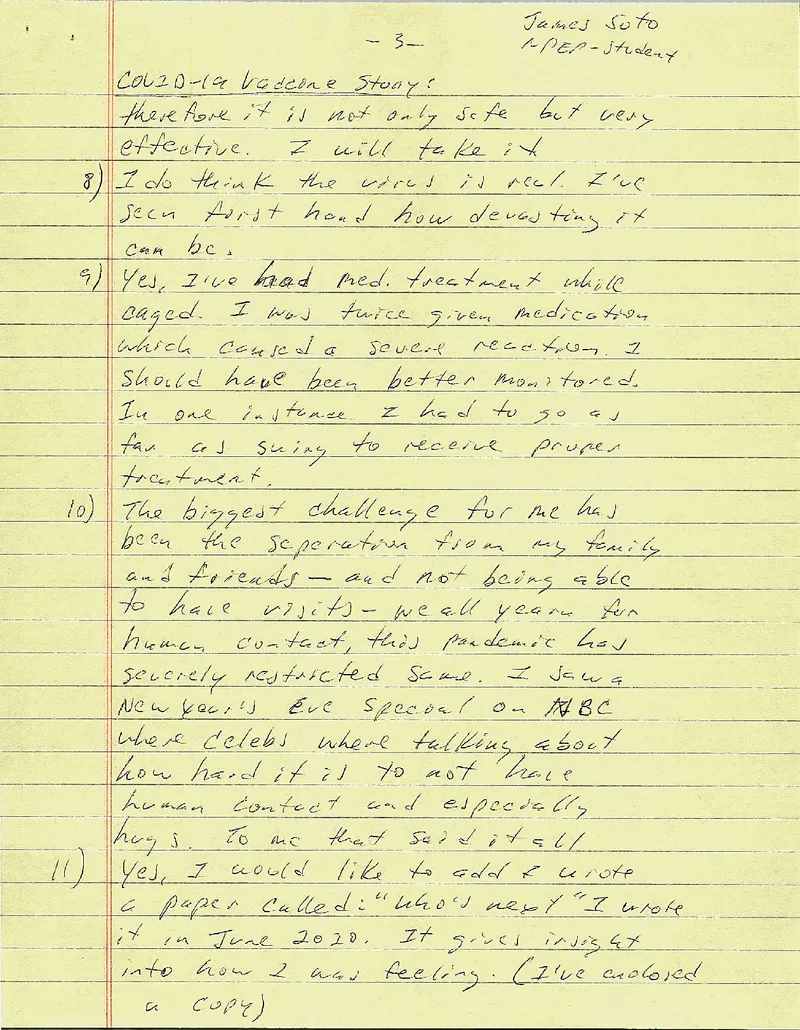 James Soto
- 3 -
NPEP-Student
COVID-19 Vaccine Story:
therefore it is not only safe but very
effective. I will take it
8) I do think the virus is real. I've
seen first hand how devasting it
can be.
9) Yes, I've had med. treatment while
caged. I was twice given medication
which caused a severe reaction. I
should have been better monitored.
In one instance I had to go as
far as suing to receive proper
treatment.
10) The biggest challenge for me has
been the seperation from my family
and friends — and not being able
to have visits — we all yearn for
human contact, this pandemic has
severely restricted same. I saw a
New Year's Eve Special on NBC
where celebs where talking about
how hard it is to not have
human contact and especially
hugs. To me that said it all
11) Yes, I would like to add I wrote
a paper called: "Who's next" I wrote
it in June 2020. It gives insight
into how I was feeling. (I've enclosed
a copy)